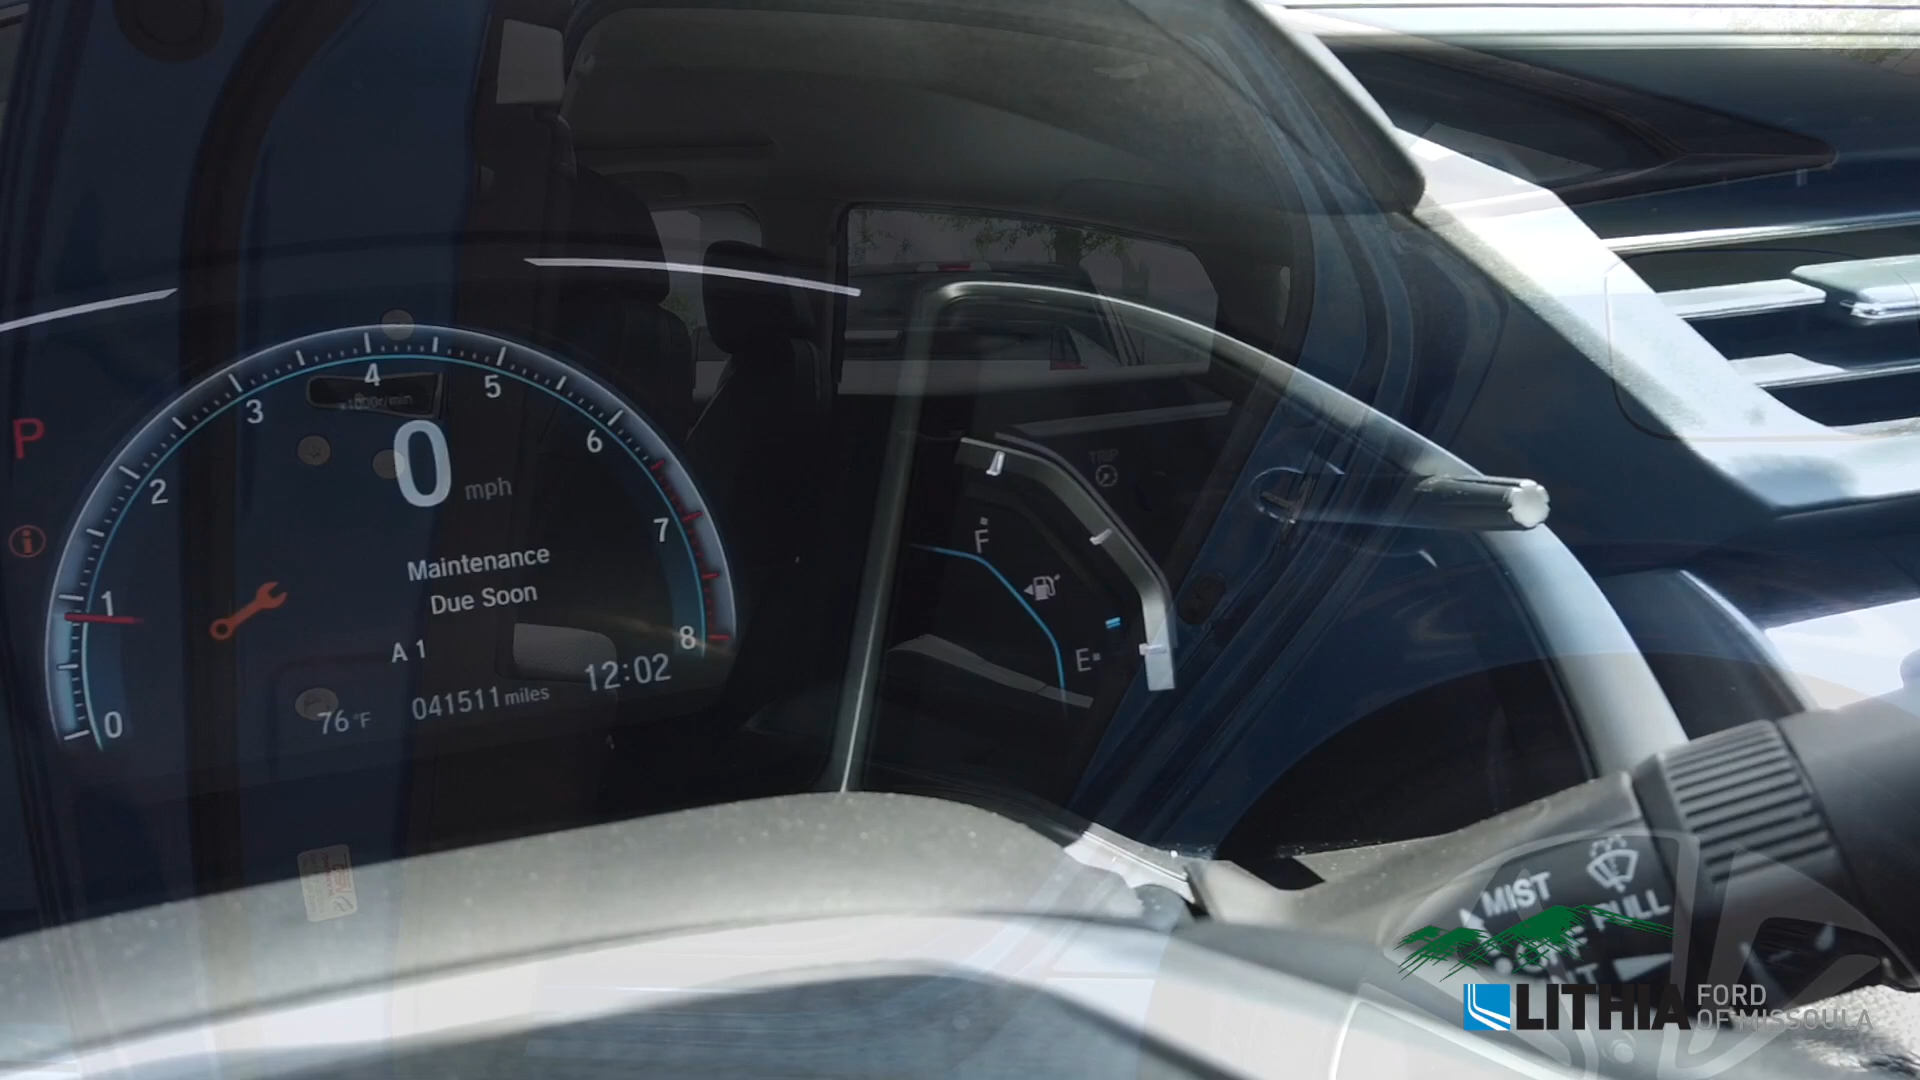 P
0 1 2 3 4 5 6 7 8
x1000r/min
0 mph
Maintenance
Due Soon
A 1
12:02
76°F 041511 miles
TRIP
F
E
MIST
PULL
LITHIA FORD
OF MISSOULA